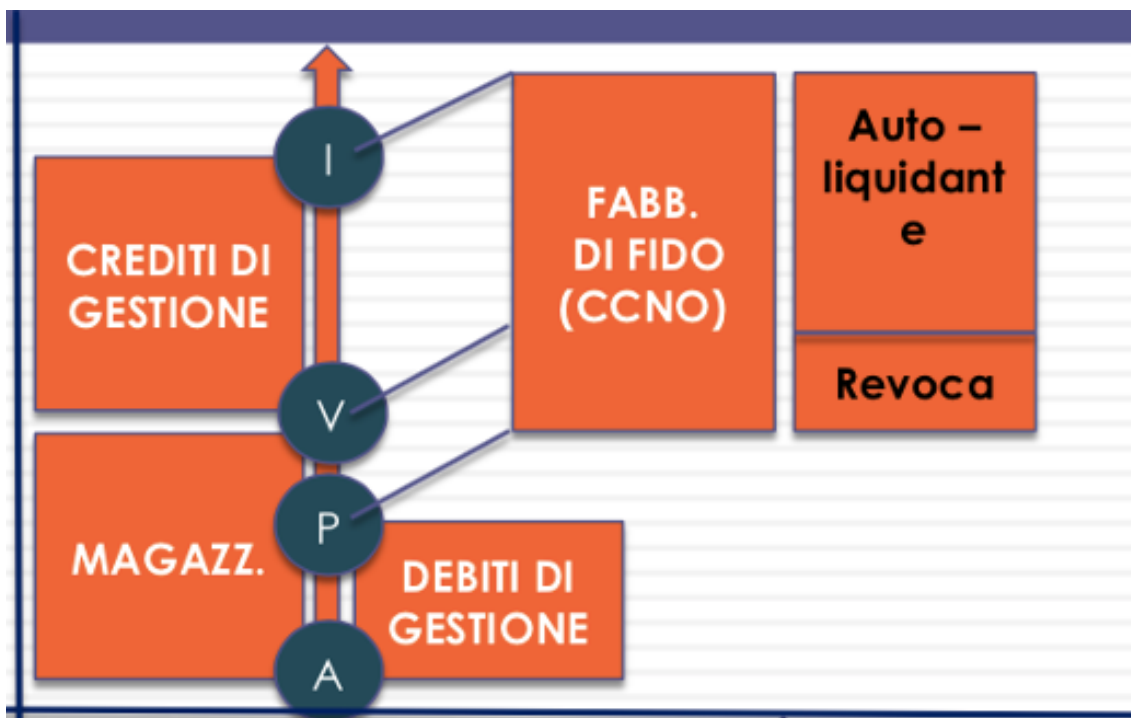 I
CREDITI DI
GESTIONE
V
MAGAZZ.
P
DEBITI DI
GESTIONE
A
FABB.
DI FIDO
(CCNO)
Auto –
liquidant
e
Revoca